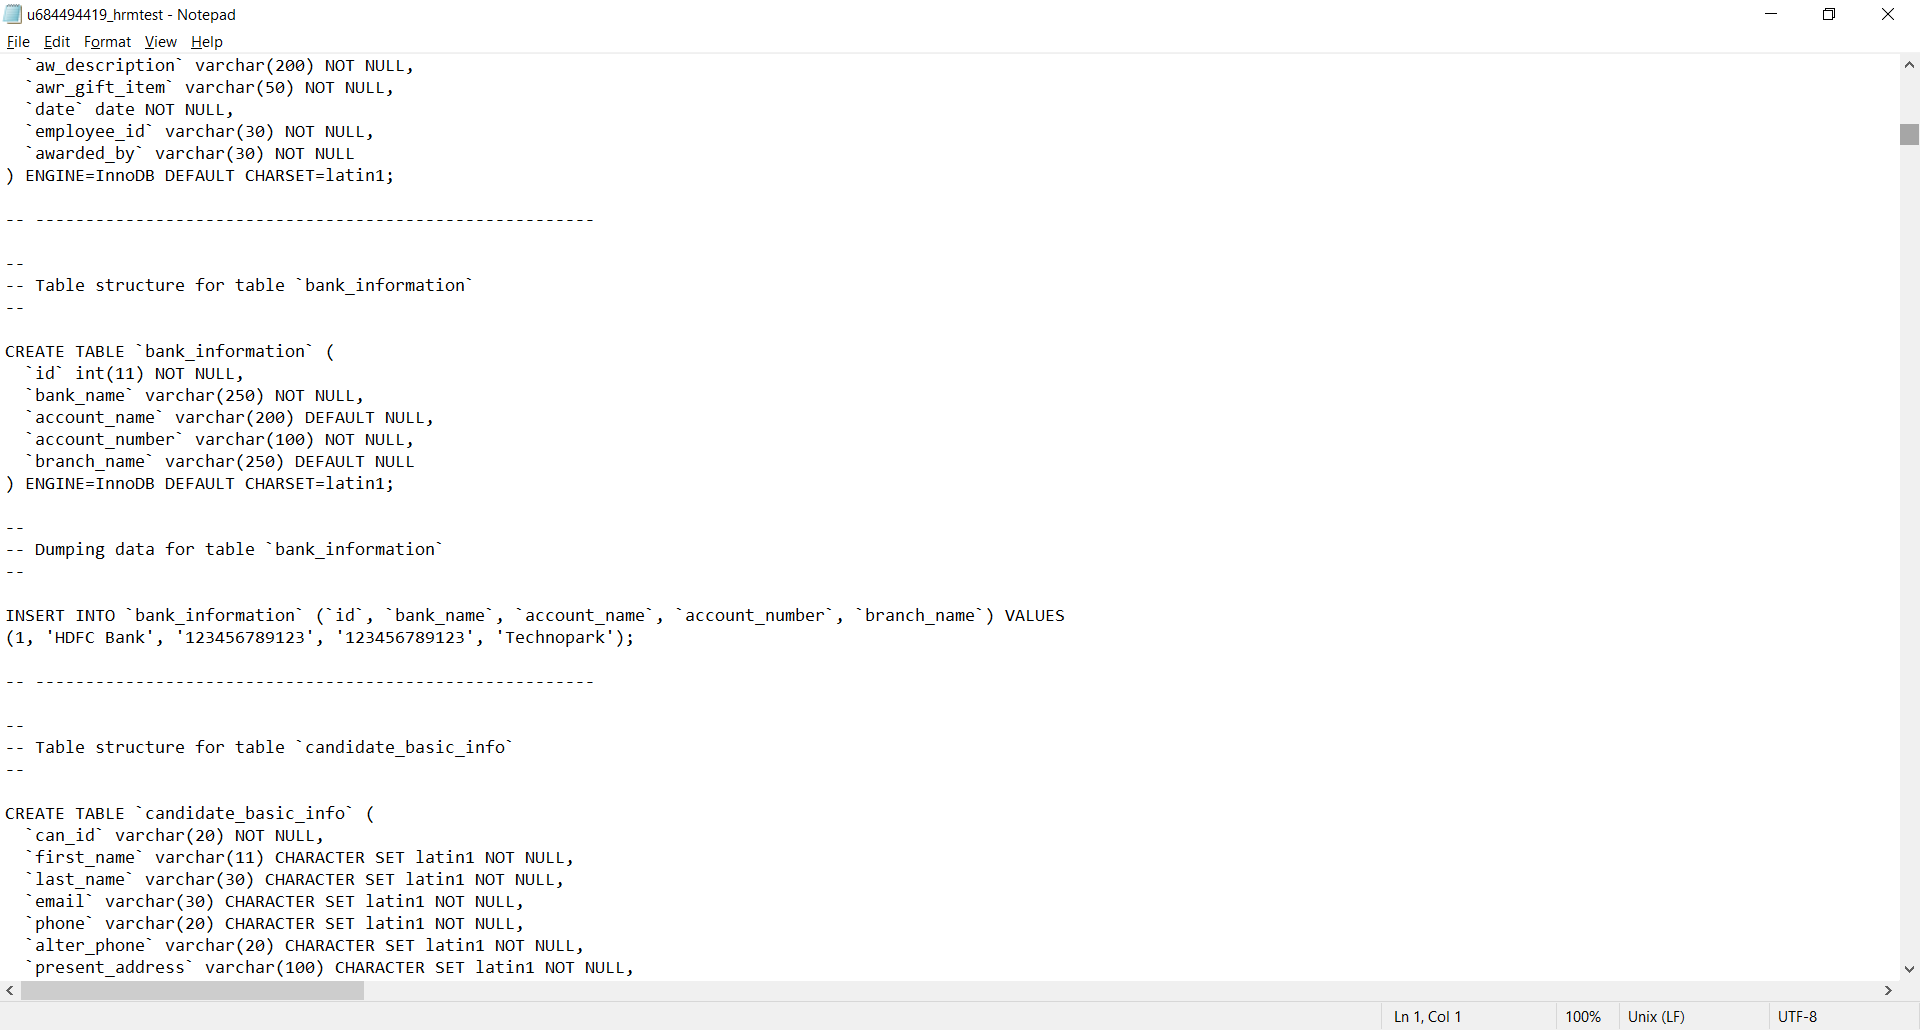 u684494419_hrmtest - Notepad
File Edit Format View Help
`aw_description` varchar(200) NOT NULL,
`awr_gift_item` varchar(50) NOT NULL,
`date` date NOT NULL,
`employee_id` varchar(30) NOT NULL,
`awarded_by` varchar(30) NOT NULL
) ENGINE=InnoDB DEFAULT CHARSET=latin1;
-- --------------------------------------------------------
--
-- Table structure for table `bank_information`
--
CREATE TABLE `bank_information` (
`id` int(11) NOT NULL,
`bank_name` varchar(250) NOT NULL,
`account_name` varchar(200) DEFAULT NULL,
`account_number` varchar(100) NOT NULL,
`branch_name` varchar(250) DEFAULT NULL
) ENGINE=InnoDB DEFAULT CHARSET=latin1;
--
-- Dumping data for table `bank_information`
--
INSERT INTO `bank_information` (`id`, `bank_name`, `account_name`, `account_number`, `branch_name`) VALUES
(1, 'HDFC Bank', '123456789123', '123456789123', 'Technopark');
-- --------------------------------------------------------
--
-- Table structure for table `candidate_basic_info`
--
CREATE TABLE `candidate_basic_info` (
`can_id` varchar(20) NOT NULL,
`first_name` varchar(11) CHARACTER SET latin1 NOT NULL,
`last_name` varchar(30) CHARACTER SET latin1 NOT NULL,
`email` varchar(30) CHARACTER SET latin1 NOT NULL,
`phone` varchar(20) CHARACTER SET latin1 NOT NULL,
`alter_phone` varchar(20) CHARACTER SET latin1 NOT NULL,
`present_address` varchar(100) CHARACTER SET latin1 NOT NULL,
Ln 1, Col 1 100% Unix (LF) UTF-8